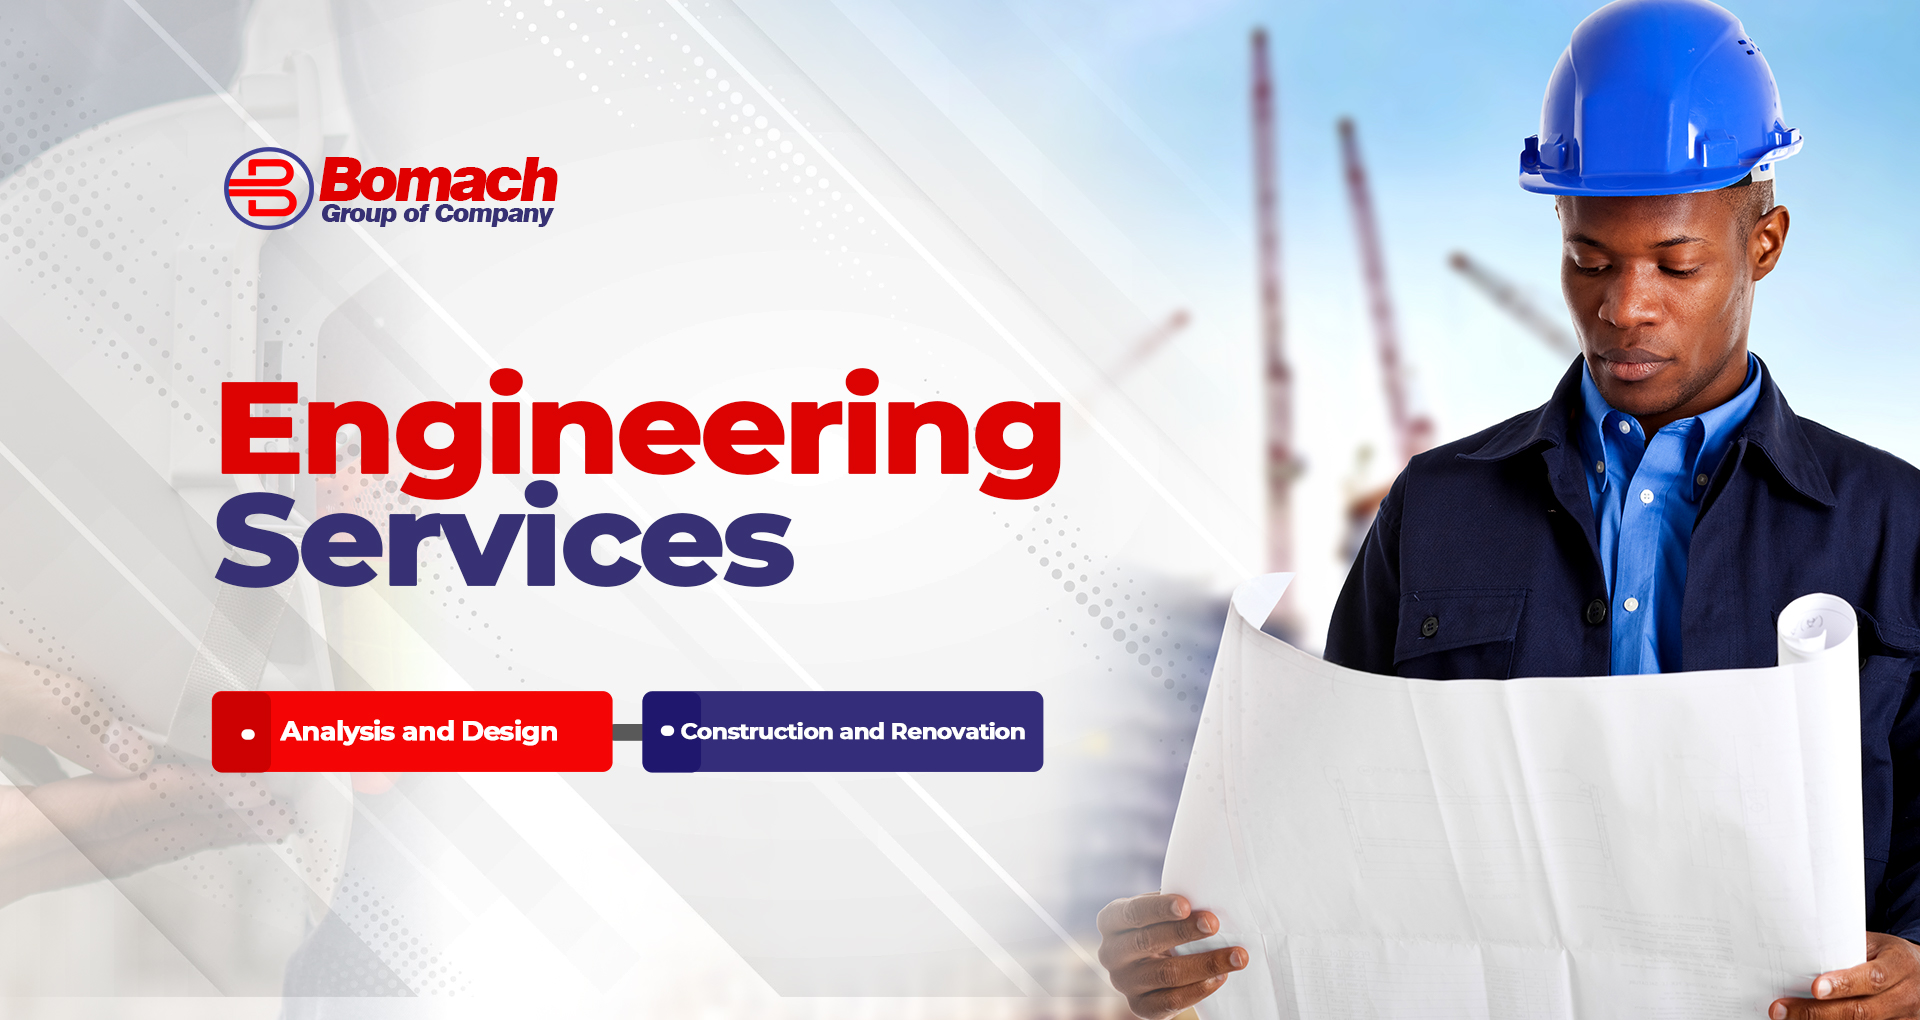 Bomach
Group of Company
Engineering
Services
Analysis and Design
Construction and Renovation